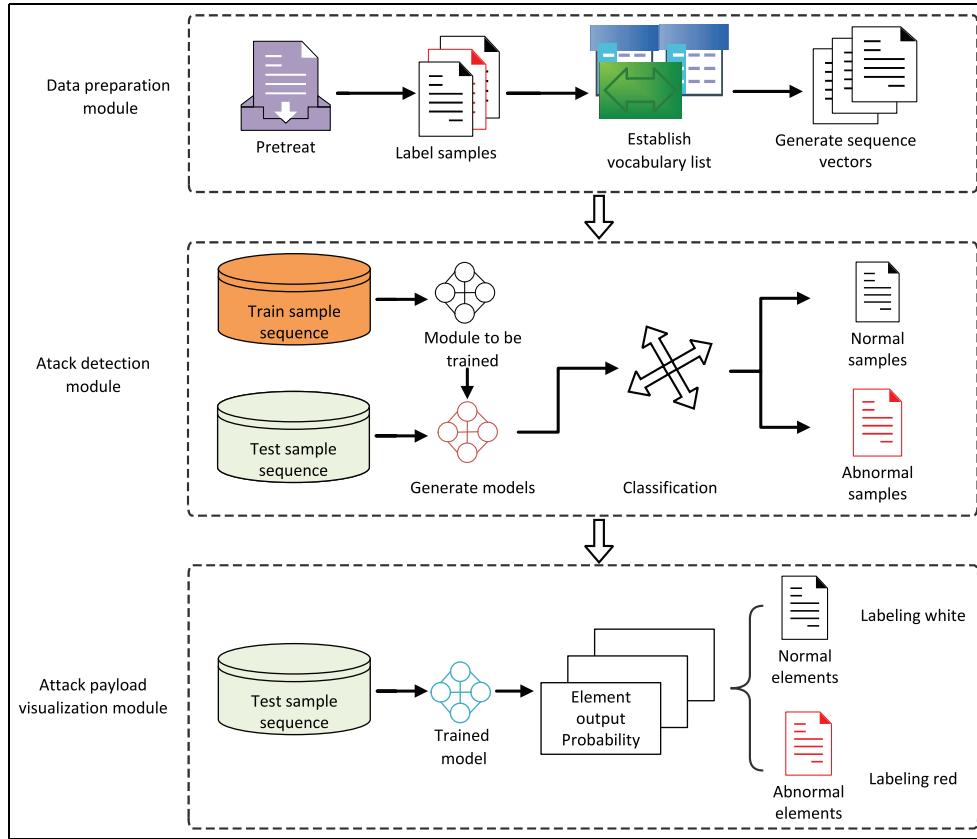 Data preparation
module
Pretreat
Label samples
Establish
vocabulary list
Generate sequence
vectors
Atack detection
module
Train sample
sequence
Module to be
trained
Test sample
sequence
Generate models
Classification
Normal
samples
Abnormal
samples
Attack payload
visualization module
Test sample
sequence
Trained
model
Element
output
Probability
Normal
elements
Labeling white
Abnormal
elements
Labeling red